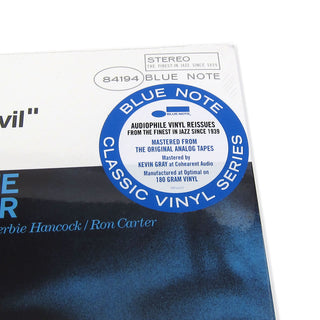 STEREO
THE FINEST IN JAZZ SINCE 1939
84194 BLUE NOTE
vil"
BLUE NOTE
BLUE NOTE
AUDIOPHILE VINYL REISSUES
FROM THE FINEST IN JAZZ SINCE 1939
MASTERED FROM
THE ORIGINAL ANALOG TAPES
Mastered by
KEVIN GRAY at Cohearent Audio
Manufactured at Optimal on
180 GRAM VINYL
CLASSIC VINYL SERIES
E
R
erbie Hancock / Ron Carter